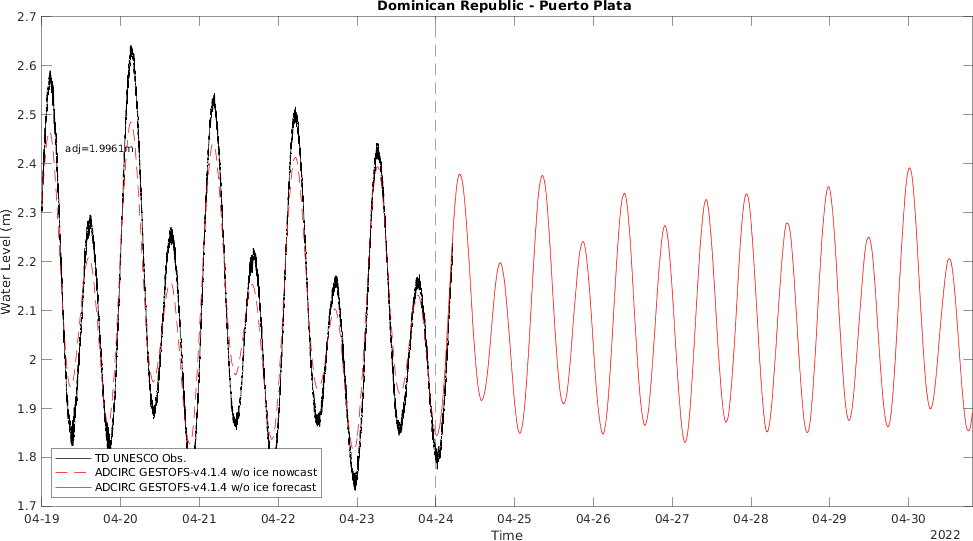 Dominican Republic - Puerto Plata
2.7
2.6
2.5
2.4
2.3
2.2
2.1
2
1.9
1.8
1.7
Water Level (m)
adj=1.9961m
TD UNESCO Obs.
ADCIRC GESTOFS-v4.1.4 w/o ice nowcast
ADCIRC GESTOFS-v4.1.4 w/o ice forecast
04-19 04-20 04-21 04-22 04-23 04-24 04-25 04-26 04-27 04-28 04-29 04-30
Time
2022